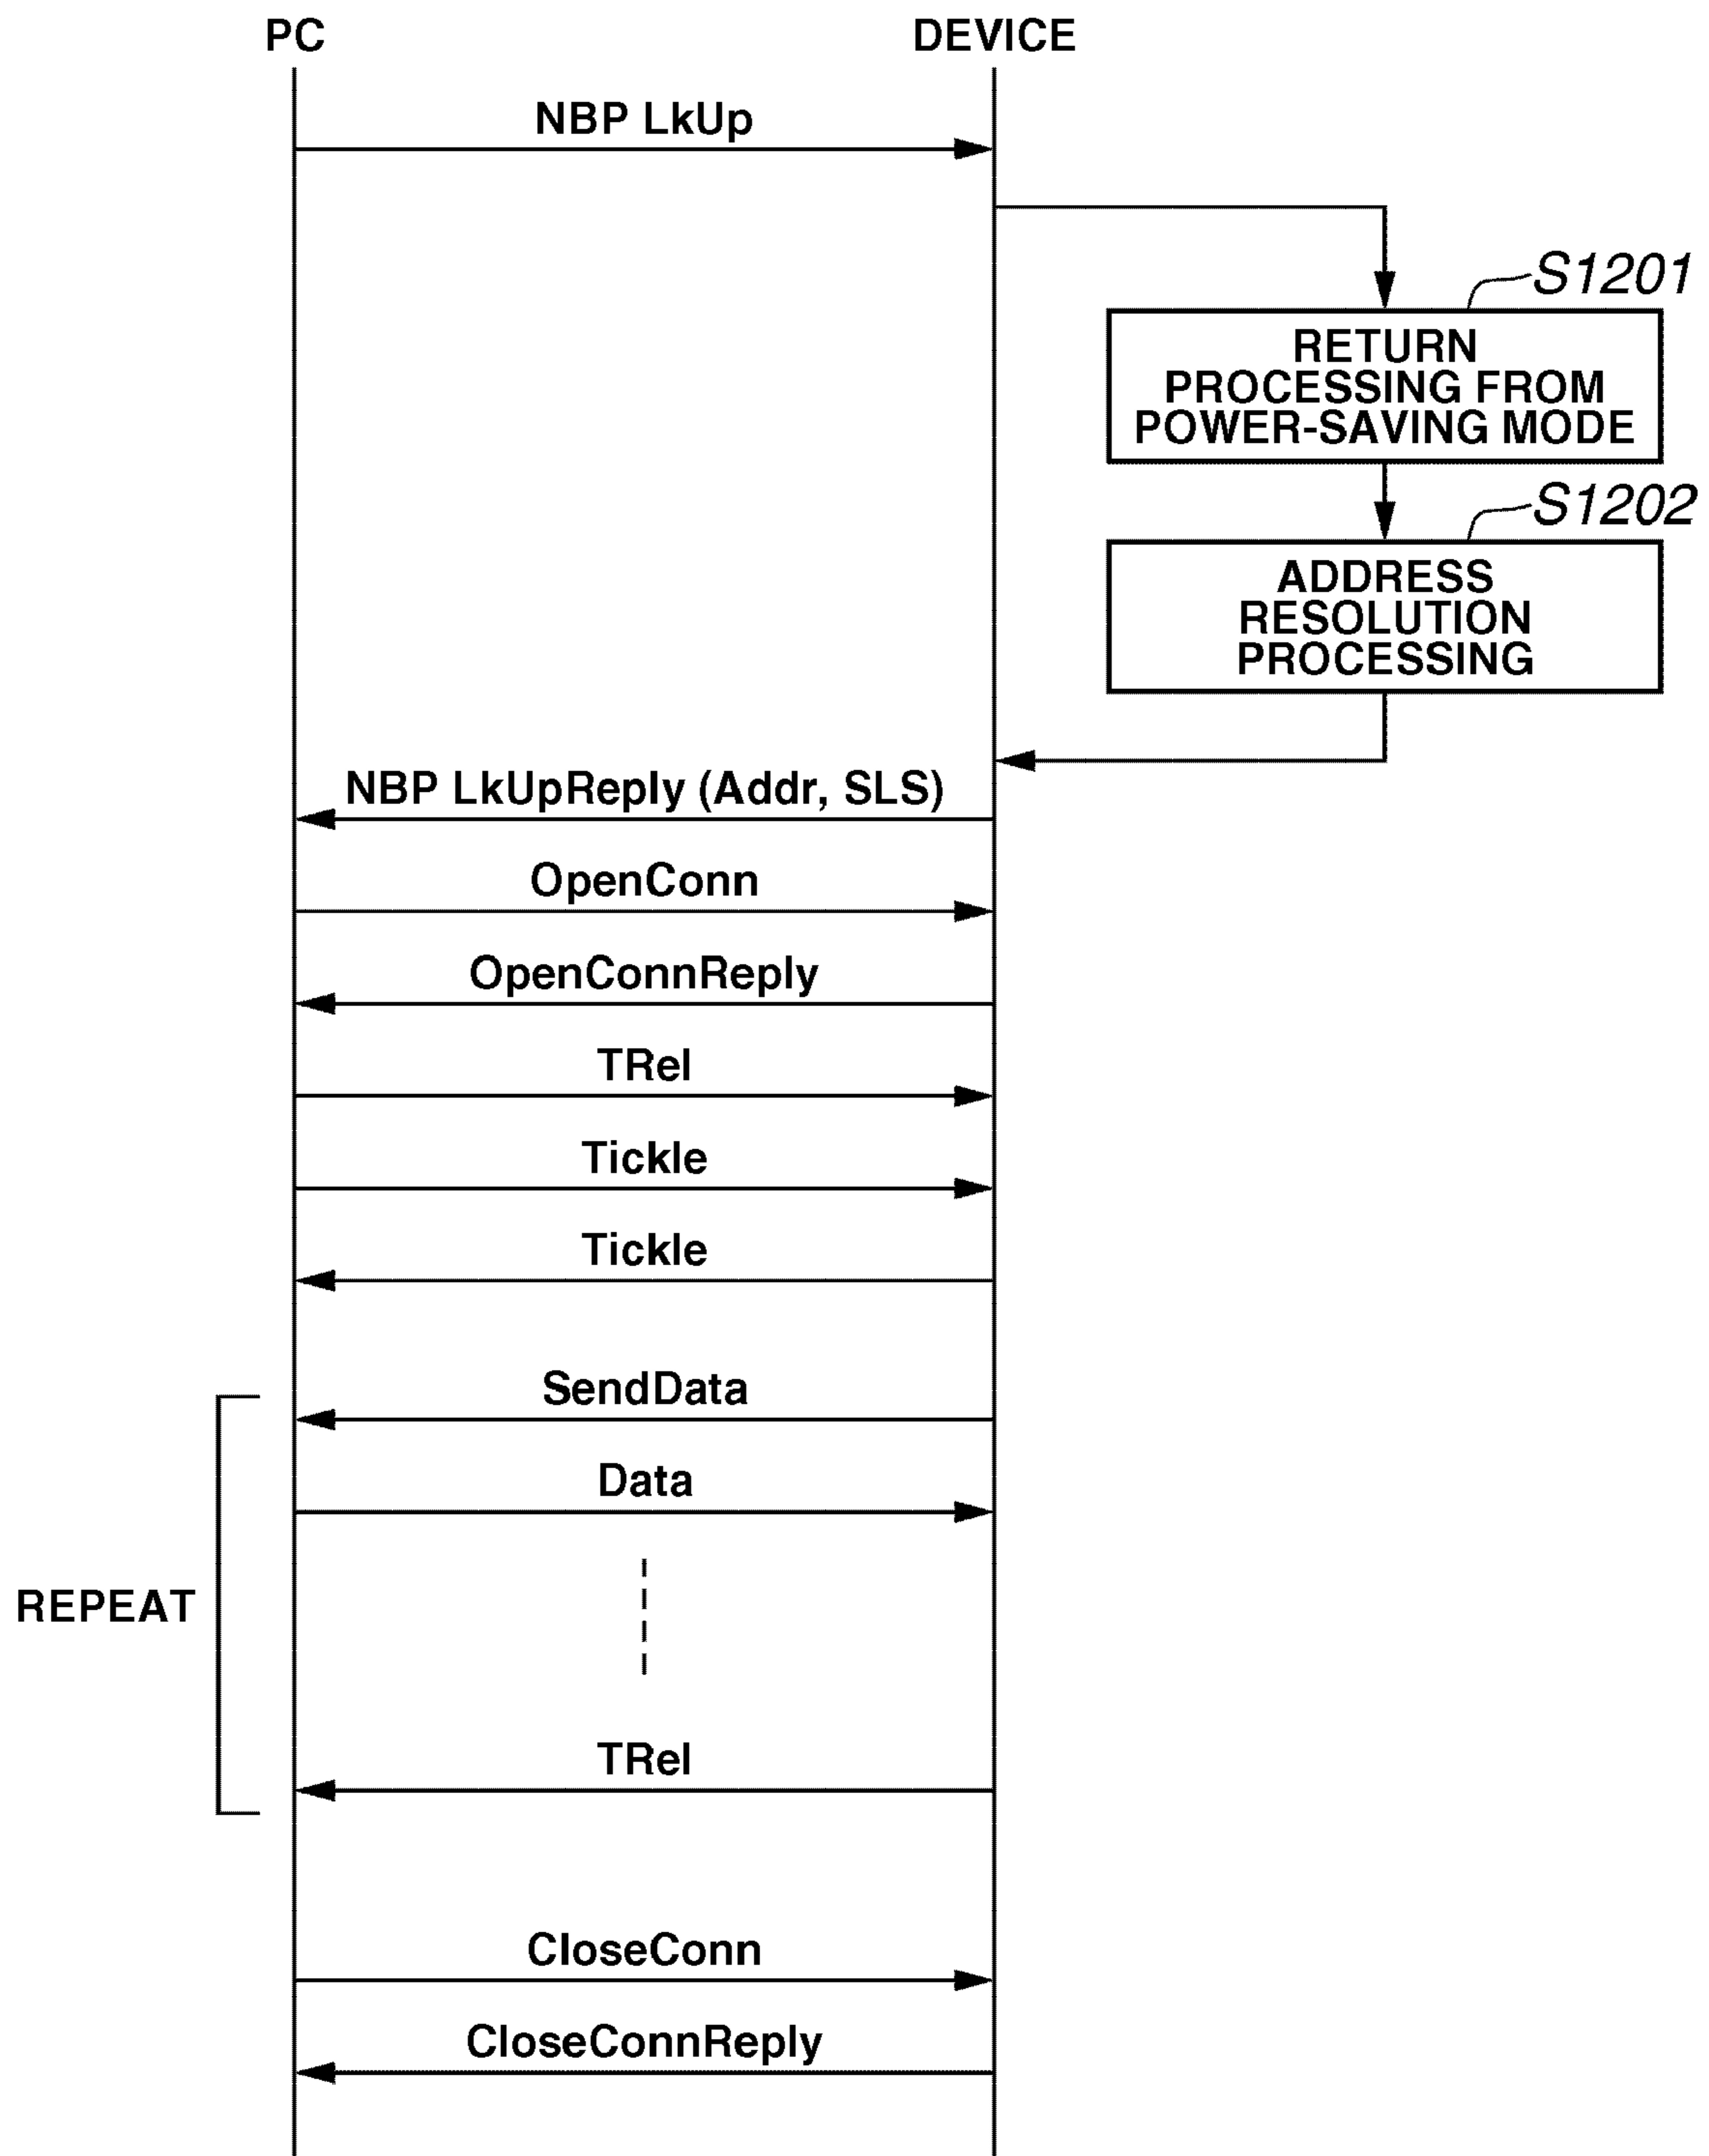 PC
DEVICE
NBP LkUp
S1201
RETURN
PROCESSING FROM
POWER-SAVING MODE
S1202
ADDRESS
RESOLUTION
PROCESSING
NBP LkUpReply (Addr, SLS)
OpenConn
OpenConnReply
TRel
Tickle
Tickle
SendData
Data
REPEAT
TRel
CloseConn
CloseConnReply